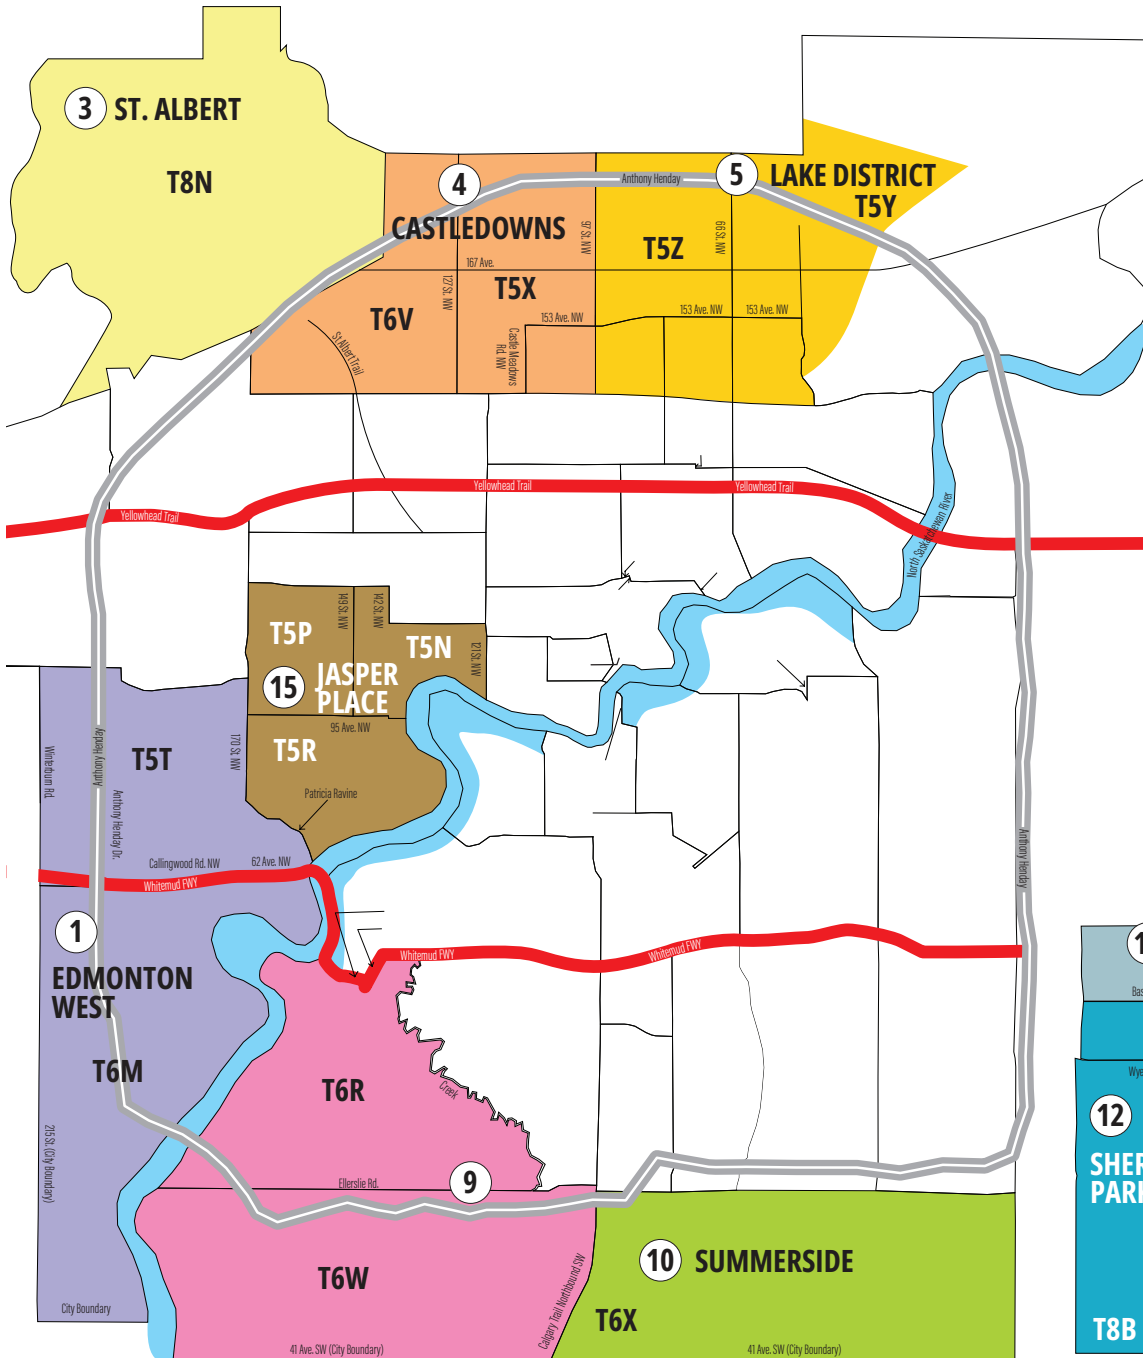 3 ST. ALBERT
T8N
4
CASTLEDOWNS
5
LAKE DISTRICT
T5Y
Anthony Henday
97 St. NW
66 St. NW
T5Z
167 Ave.
127 St. NW
T5X
T6V
153 Ave. NW
153 Ave. NW
153 Ave. NW
St. Albert Trail
Castle Meadows
Rd. NW
Yellowhead Trail
Yellowhead Trail
Yellowhead Trail
North Saskatchewan River
149 St. NW
142 St. NW
T5P
T5N
121 St. NW
15 JASPER
PLACE
95 Ave. NW
T5R
170 St. NW
T5T
Winterburn Rd.
Anthony Henday
Anthony Henday Dr.
Patricia Ravine
Callingwood Rd. NW
62 Ave. NW
Whitemud FWY
Anthony Henday
1
EDMONTON
WEST
Whitemud FWY
Whitemud FWY
T6M
T6R
Creek
215 St. (City Boundary)
Ellerslie Rd.
9
12
T6W
Calgary Trail Northbound SW
10 SUMMERSIDE
T6X
City Boundary
41 Ave. SW (City Boundary)
41 Ave. SW (City Boundary)
T8B